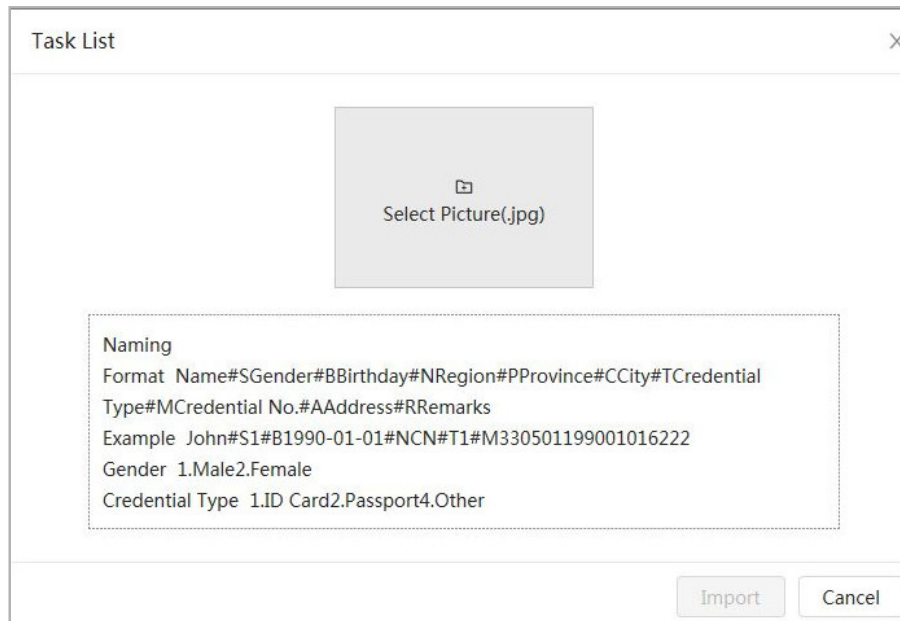 Task List
Select Picture(.jpg)
Naming
Format  Name#SGender#BBirthday#NRegion#PProvince#CCity#TCredential
Type#MCredential No.#AAddress#RRemarks
Example  John#S1#B1990-01-01#NCN#T1#M330501199001016222
Gender  1.Male2.Female
Credential Type  1.ID Card2.Passport4.Other
Import
Cancel